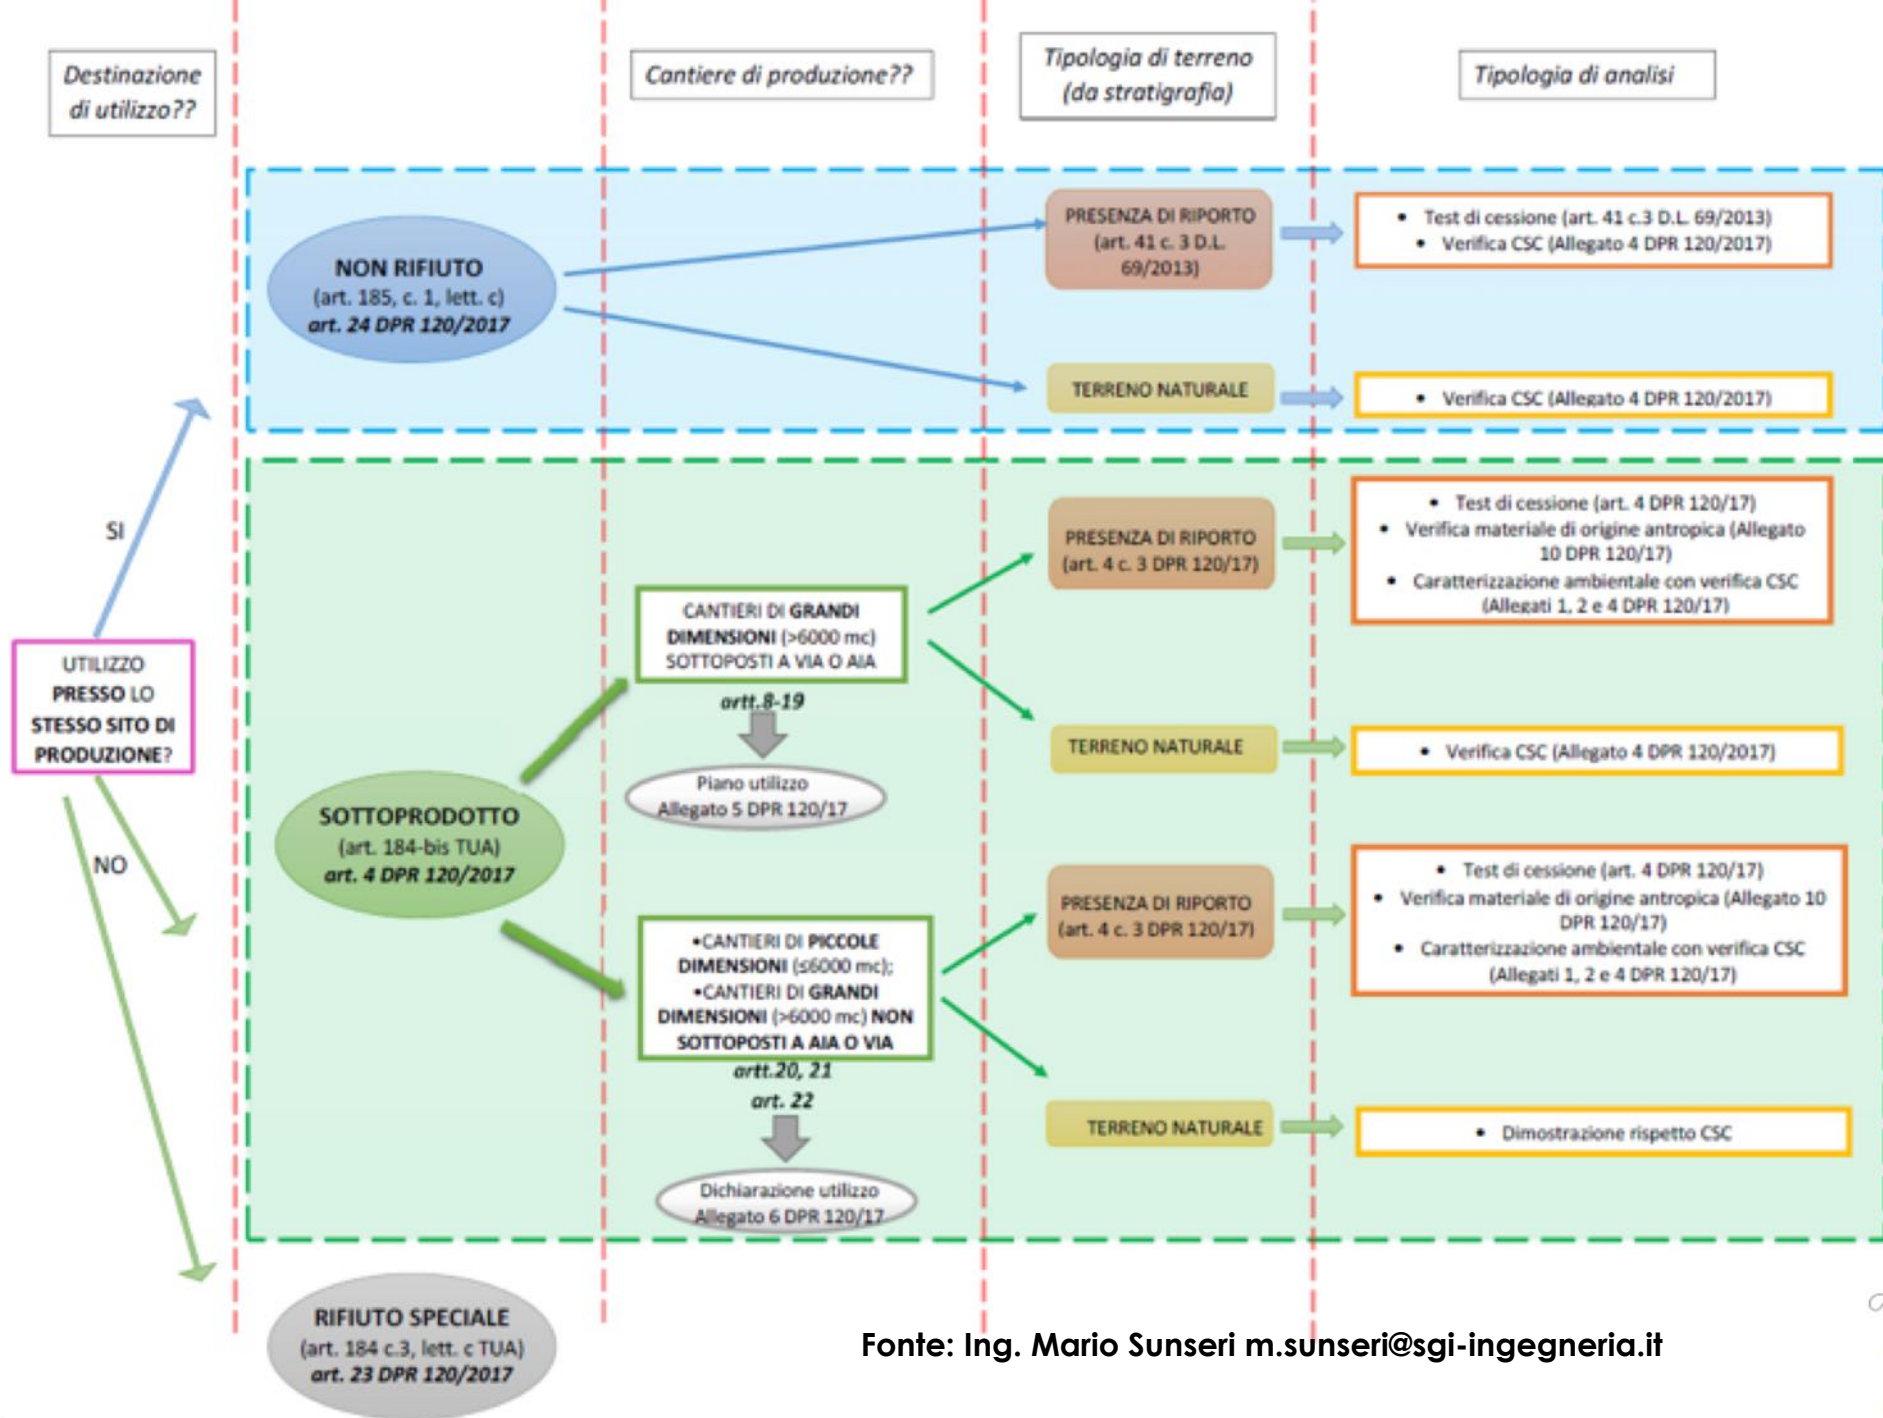 Destinazione
di utilizzo??
Cantiere di produzione??
Tipologia di terreno
(da stratigrafia)
Tipologia di analisi
NON RIFIUTO
(art. 185, c. 1, lett. c)
art. 24 DPR 120/2017
PRESENZA DI RIPORTO
(art. 41 c. 3 D.L.
69/2013)
• Test di cessione (art. 41 c.3 D.L. 69/2013)
• Verifica CSC (Allegato 4 DPR 120/2017)
TERRENO NATURALE
• Verifica CSC (Allegato 4 DPR 120/2017)
SI
UTILIZZO
PRESSO LO
STESSO SITO DI
PRODUZIONE?
NO
SOTTOPRODOTTO
(art. 184-bis TUA)
art. 4 DPR 120/2017
CANTIERI DI GRANDI
DIMENSIONI (>6000 mc)
SOTTOPOSTI A VIA O AIA
artt.8-19
Piano utilizzo
Allegato 5 DPR 120/17
PRESENZA DI RIPORTO
(art. 4 c. 3 DPR 120/17)
• Test di cessione (art. 4 DPR 120/17)
• Verifica materiale di origine antropica (Allegato
10 DPR 120/17)
• Caratterizzazione ambientale con verifica CSC
(Allegati 1, 2 e 4 DPR 120/17)
TERRENO NATURALE
• Verifica CSC (Allegato 4 DPR 120/2017)
•CANTIERI DI PICCOLE
DIMENSIONI (≤6000 mc);
•CANTIERI DI GRANDI
DIMENSIONI (>6000 mc) NON
SOTTOPOSTI A AIA O VIA
artt.20, 21
art. 22
Dichiarazione utilizzo
Allegato 6 DPR 120/17
PRESENZA DI RIPORTO
(art. 4 c. 3 DPR 120/17)
• Test di cessione (art. 4 DPR 120/17)
• Verifica materiale di origine antropica (Allegato 10
DPR 120/17)
• Caratterizzazione ambientale con verifica CSC
(Allegati 1, 2 e 4 DPR 120/17)
TERRENO NATURALE
• Dimostrazione rispetto CSC
RIFIUTO SPECIALE
(art. 184 c.3, lett. c TUA)
art. 23 DPR 120/2017
Fonte: Ing. Mario Sunseri m.sunseri@sgi-ingegneria.it